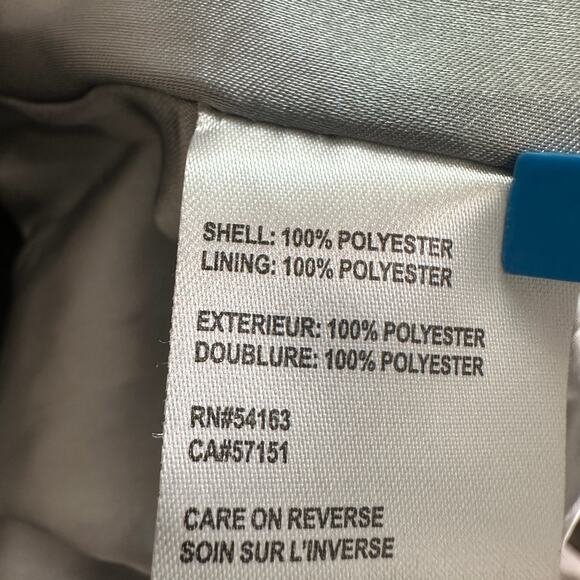 SHELL: 100% POLYESTER
LINING: 100% POLYESTER
EXTERIEUR: 100% POLYESTER
DOUBLURE: 100% POLYESTER
RN#54163
CA#57151
CARE ON REVERSE
SOIN SUR L'INVERSE